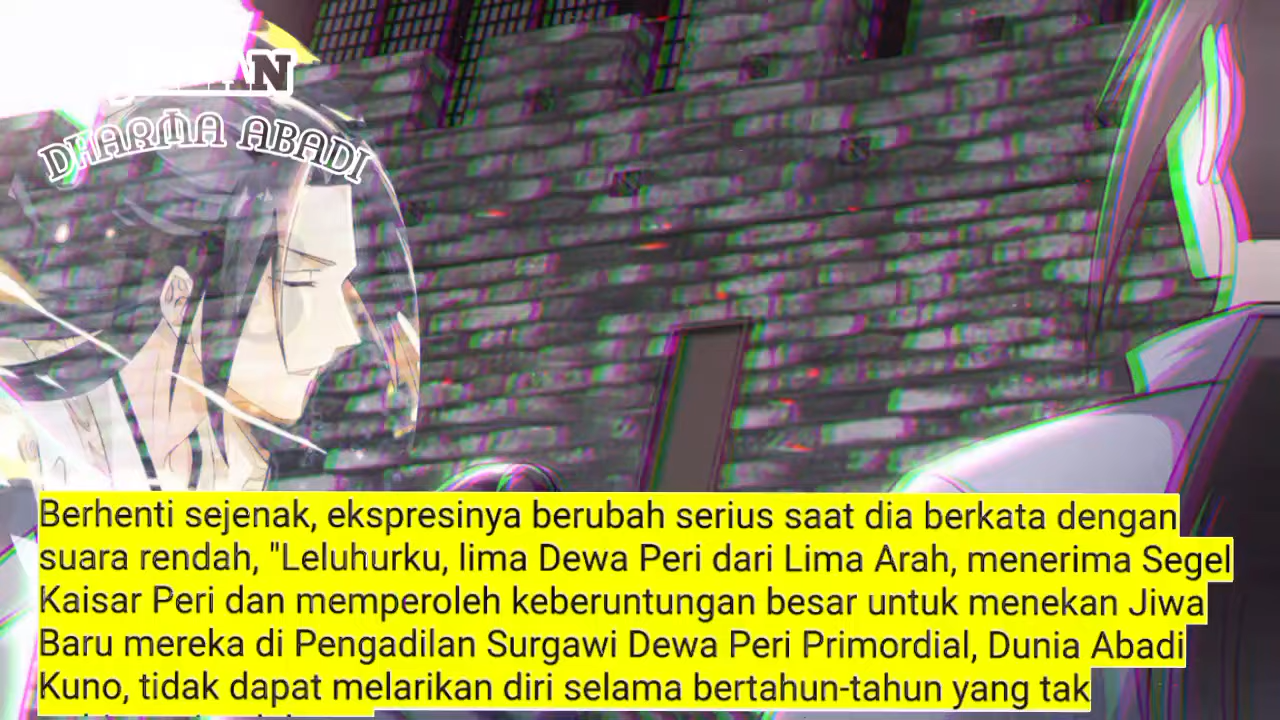 DHARMA ABADI
Berhenti sejenak, ekspresinya berubah serius saat dia berkata dengan
suara rendah, "Leluhurku, lima Dewa Peri dari Lima Arah, menerima Segel
Kaisar Peri dan memperoleh keberuntungan besar untuk menekan Jiwa
Baru mereka di Pengadilan Surgawi Dewa Peri Primordial, Dunia Abadi
Kuno, tidak dapat melarikan diri selama bertahun-tahun yang tak